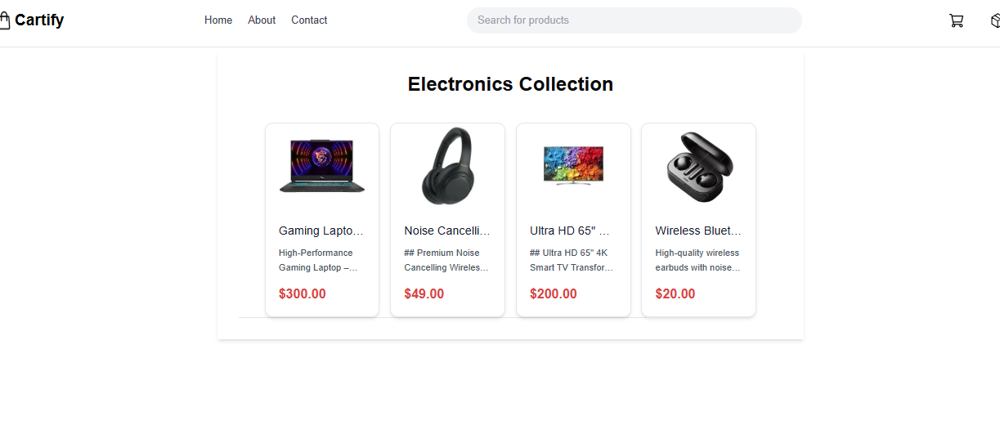 Cartify
Home
About
Contact
Search for products
Electronics Collection
Gaming Lapto...
High-Performance
Gaming Laptop –...
$300.00
Noise Cancelli...
## Premium Noise
Cancelling Wireles...
$49.00
Ultra HD 65" ...
## Ultra HD 65" 4K
Smart TV Transfor...
$200.00
Wireless Bluet...
High-quality wireless
earbuds with noise...
$20.00